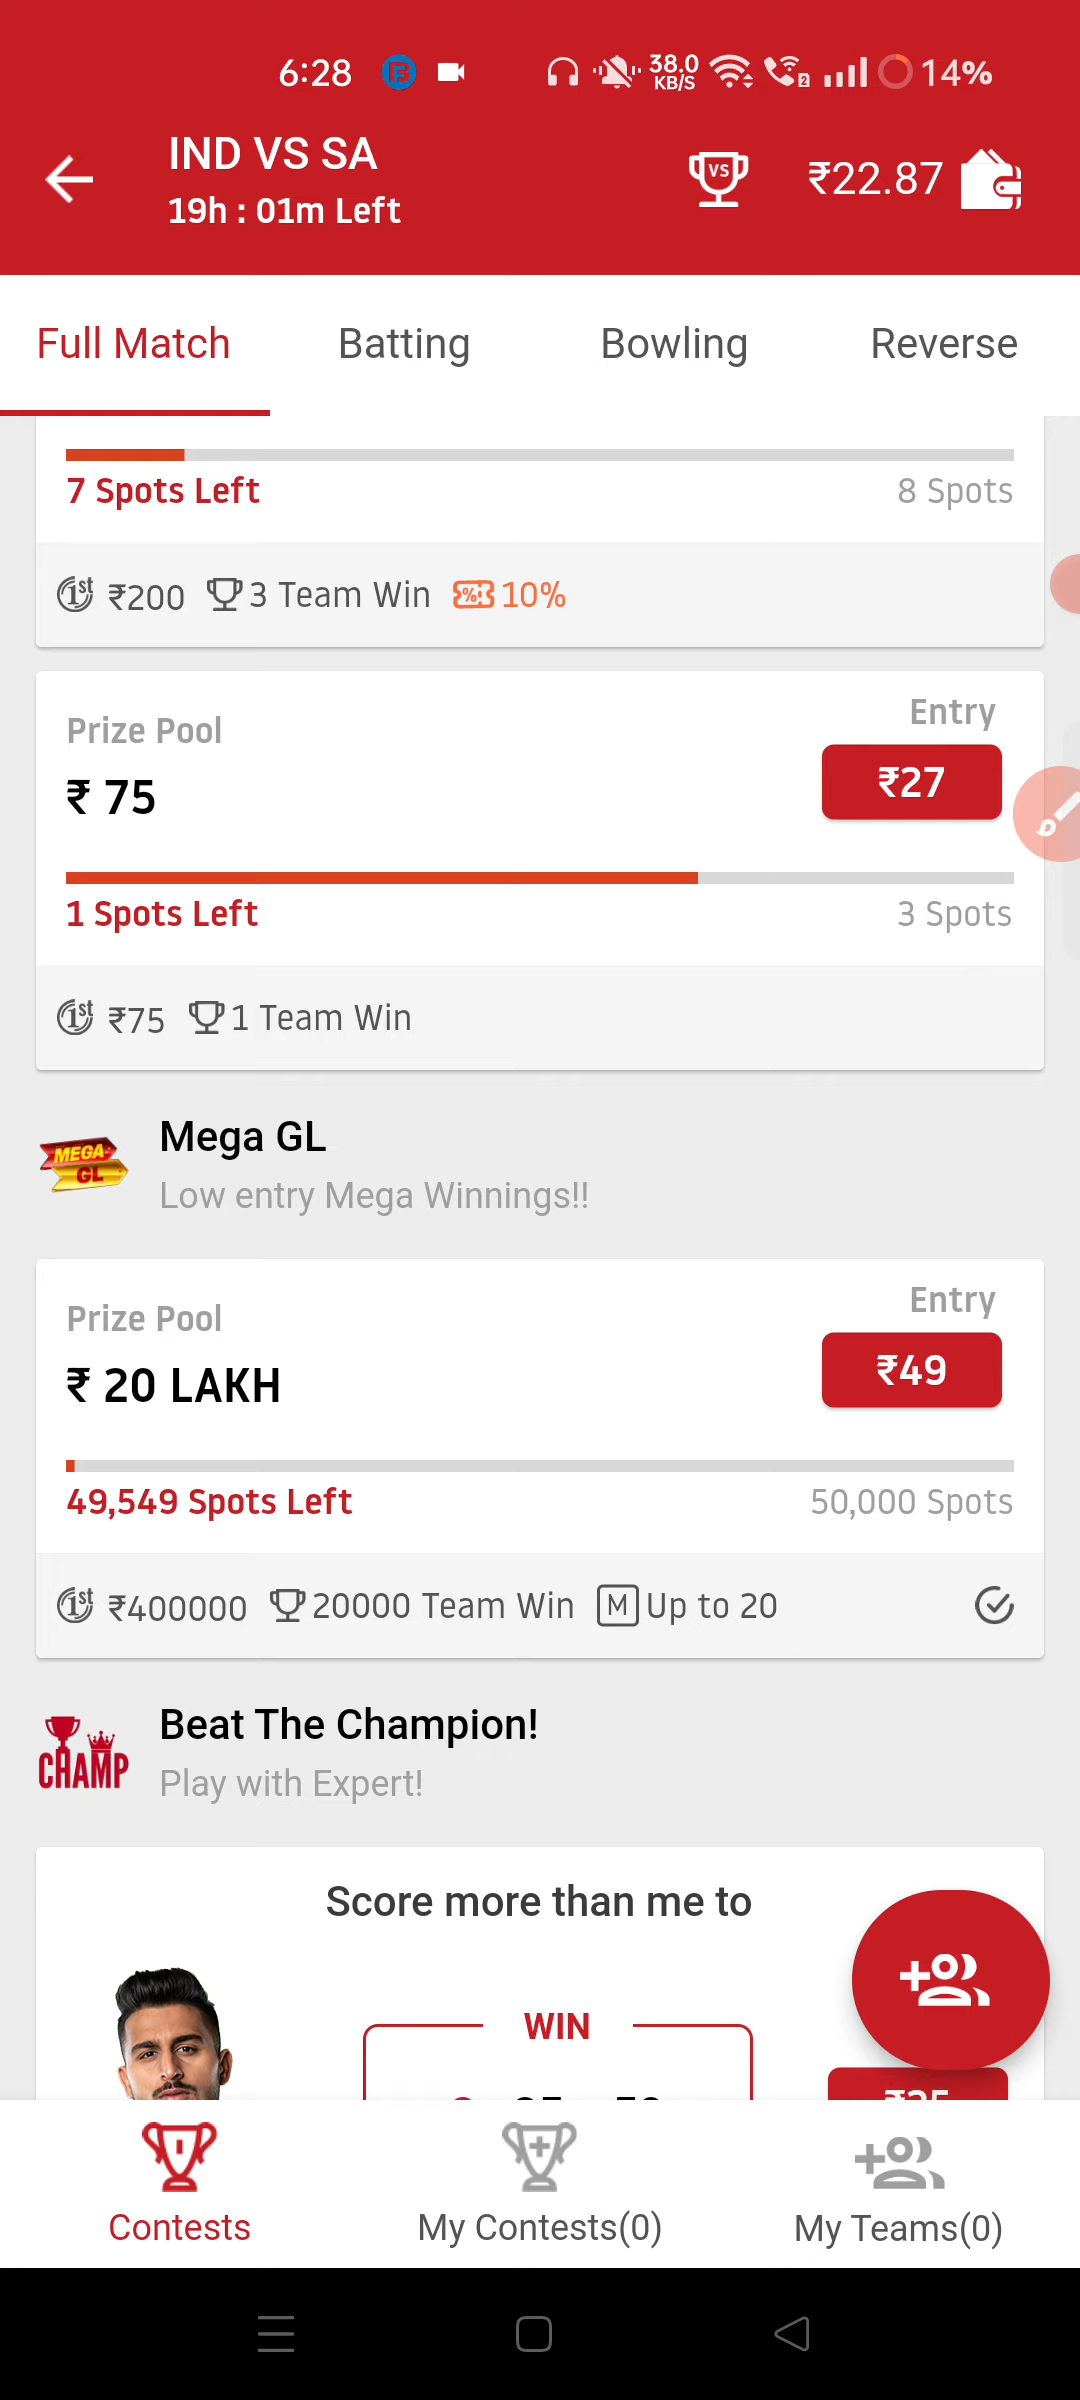 6:28 38.0 KB/S 2 14%
IND VS SA
19h : 01m Left
VS
₹22.87
Full Match Batting Bowling Reverse
7 Spots Left 8 Spots
1st ₹200 3 Team Win % 10%
Prize Pool Entry
₹ 75 ₹27
1 Spots Left 3 Spots
1st ₹75 1 Team Win
MEGA GL
Mega GL
Low entry Mega Winnings!!
Prize Pool Entry
₹ 20 LAKH ₹49
49,549 Spots Left 50,000 Spots
1st ₹400000 20000 Team Win M Up to 20
CHAMP
Beat The Champion!
Play with Expert!
Score more than me to
WIN
Contests My Contests(0) My Teams(0)